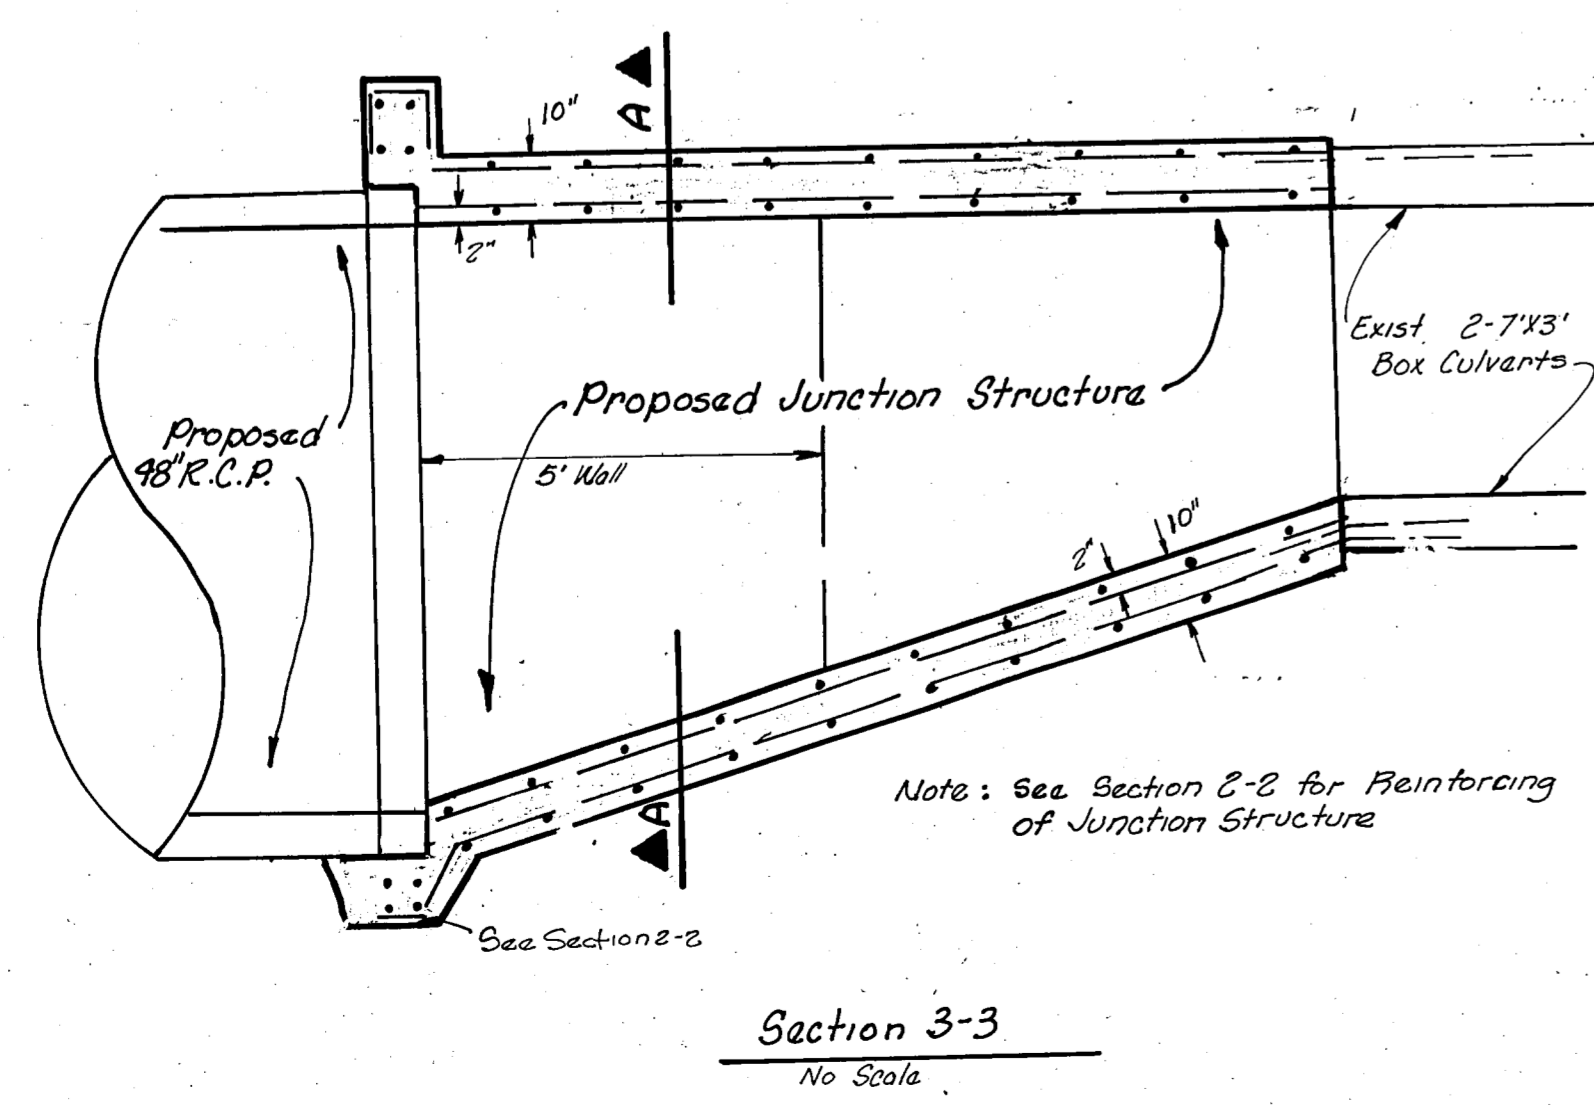 A
10"
2"
Exist. 2-7'X3'
Box Culverts
Proposed Junction Structure
Proposed
48" R.C.P.
5' Wall
10"
2"
Note: See Section 2-2 for Reinforcing
of Junction Structure
A
See Section 2-2
Section 3-3
No Scale